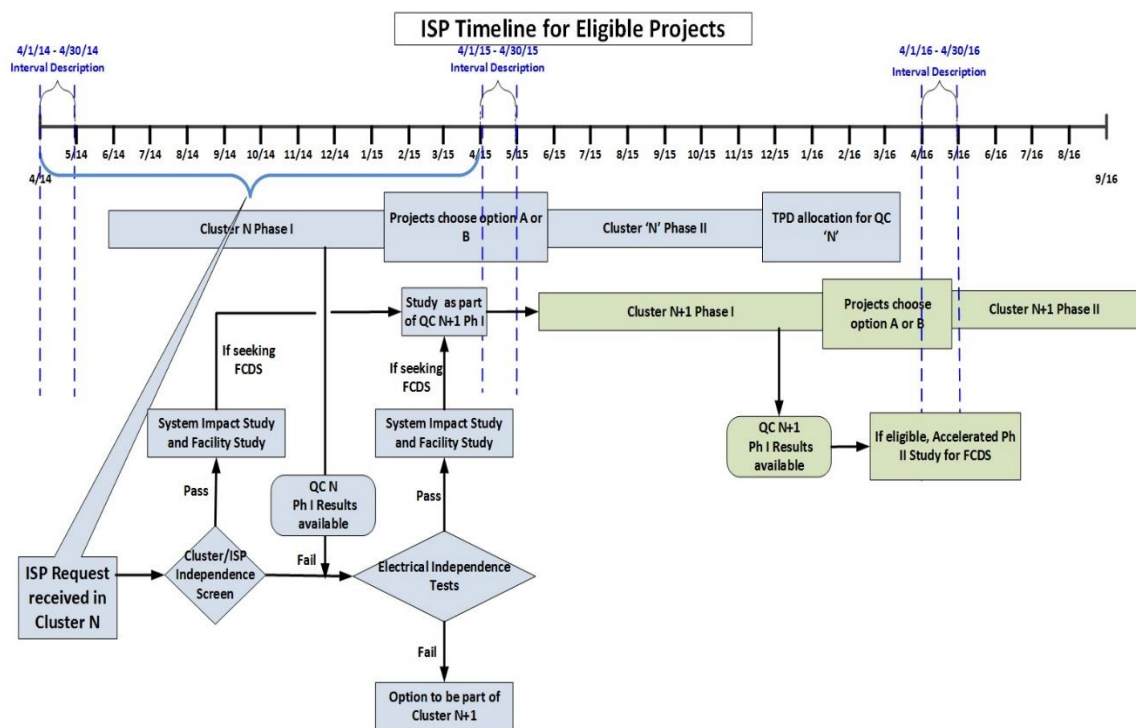 ISP Timeline for Eligible Projects
4/1/14 - 4/30/14
Interval Description
4/1/15 - 4/30/15
Interval Description
4/1/16 - 4/30/16
Interval Description
4/14
5/14
6/14
7/14
8/14
9/14
10/14
11/14
12/14
1/15
2/15
3/15
4/15
5/15
6/15
7/15
8/15
9/15
10/15
11/15
12/15
1/16
2/16
3/16
4/16
5/16
6/16
7/16
8/16
9/16
Cluster N Phase I
Projects choose option A or
B
Cluster ‘N’ Phase II
TPD allocation for QC
‘N’
Study as part
of QC N+1 Ph I
Cluster N+1 Phase I
Projects choose
option A or B
Cluster N+1 Phase II
If seeking
FCDS
If seeking
FCDS
System Impact Study
and Facility Study
System Impact Study
and Facility Study
QC N+1
Ph I Results
available
If eligible, Accelerated Ph
II Study for FCDS
Pass
QC N
Ph I Results
available
Pass
ISP Request
received in
Cluster N
Cluster/ISP
Independence
Screen
Fail
Electrical Independence
Tests
Fail
Option to be part of
Cluster N+1